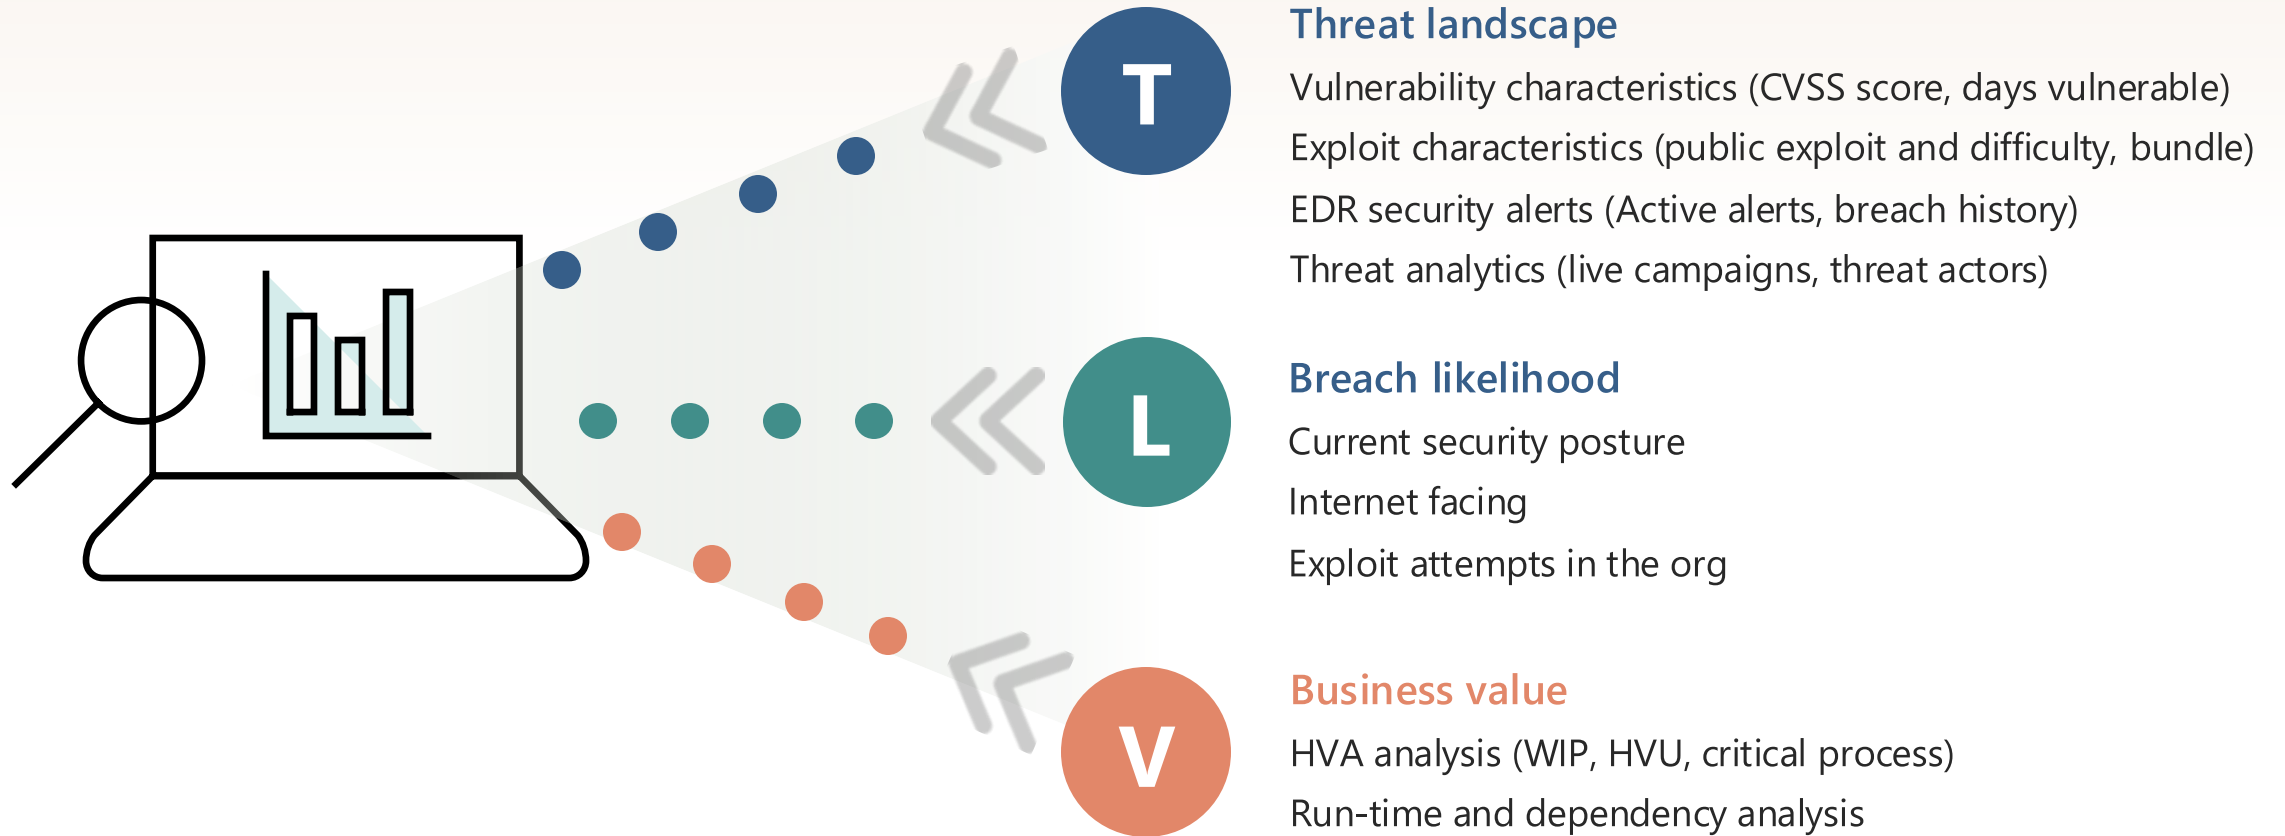 T
Threat landscape
Vulnerability characteristics (CVSS score, days vulnerable)
Exploit characteristics (public exploit and difficulty, bundle)
EDR security alerts (Active alerts, breach history)
Threat analytics (live campaigns, threat actors)
L
Breach likelihood
Current security posture
Internet facing
Exploit attempts in the org
V
Business value
HVA analysis (WIP, HVU, critical process)
Run-time and dependency analysis